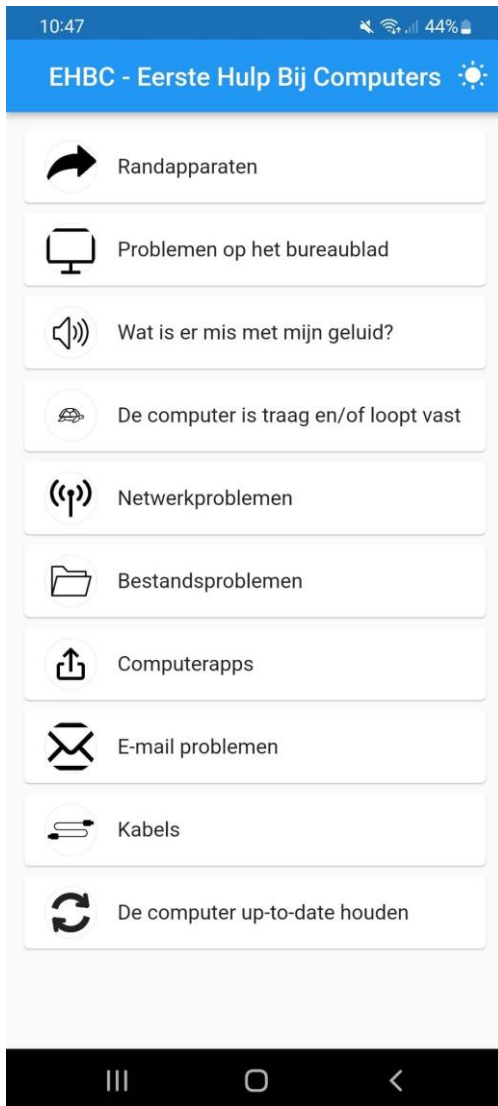 10:47 44%
EHBC - Eerste Hulp Bij Computers
Randapparaten
Problemen op het bureaublad
Wat is er mis met mijn geluid?
De computer is traag en/of loopt vast
Netwerkproblemen
Bestandsproblemen
Computerapps
E-mail problemen
Kabels
De computer up-to-date houden